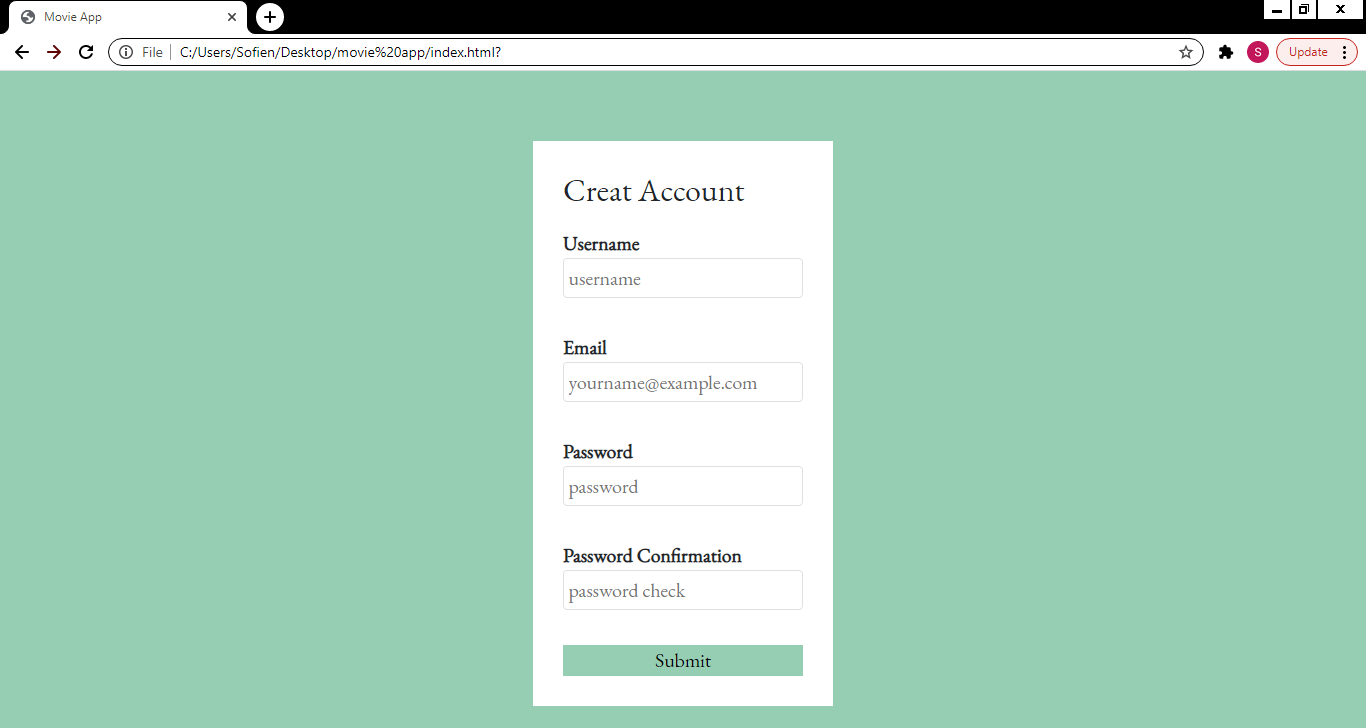 Movie App
File C:/Users/Sofien/Desktop/movie%20app/index.html? S Update
Creat Account
Username
username
Email
yourname@example.com
Password
password
Password Confirmation
password check
Submit